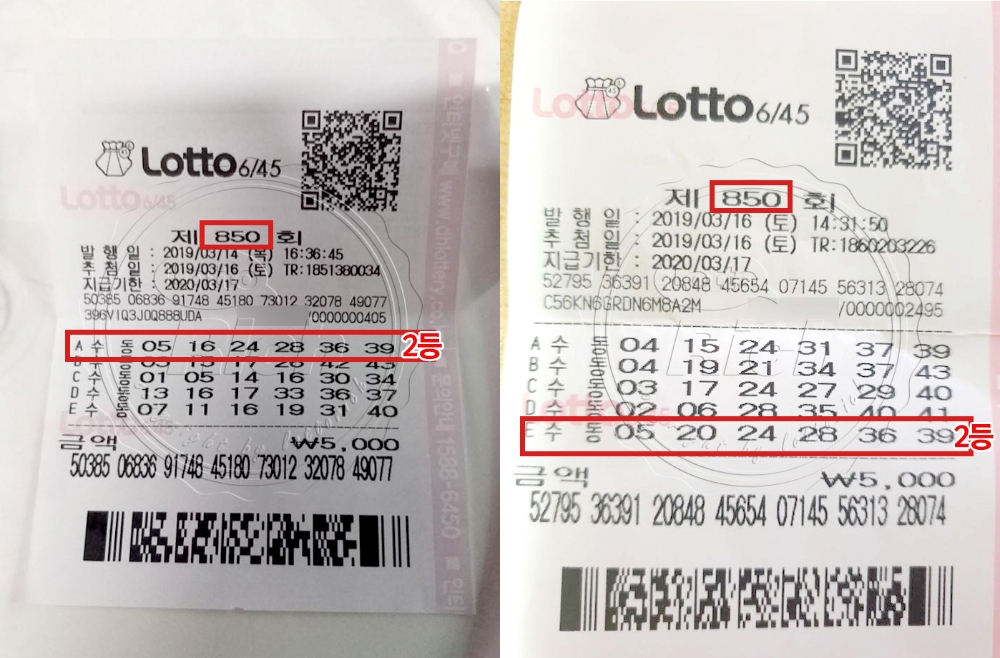 Lotto 6/45
제 850 회
발 행 일 : 2019/03/14 (목) 16:36:45
추 첨 일 : 2019/03/16 (토) TR:1851380034
지급기한 : 2020/03/17
50385 06836 91748 45180 73012 32078 49077
/0000000405
A 수 동 05 16 24 28 36 39 2등
C 수 동 01 05 14 16 30 34
D 수 동 13 16 17 33 36 37
E 수 동 07 11 16 19 31 40
금액 ₩5,000
50385 06836 91748 45180 73012 32078 49077
Lotto 6/45
제 850 회
발 행 일 : 2019/03/16 (토) 14:31:50
추 첨 일 : 2019/03/16 (토) TR:1860203226
지급기한 : 2020/03/17
52795 36391 20848 45654 07145 56313 28074
C56KN6GRDN6M8A2M /0000002495
A 수 동 04 15 24 31 37 39
B 수 동 04 19 21 34 37 43
C 수 동 03 17 24 27 29 40
D 수 동 02 06 28 35 40 41
E 수 동 05 20 24 28 36 39 2등
금액 ₩5,000
52795 36391 20848 45654 07145 56313 28074